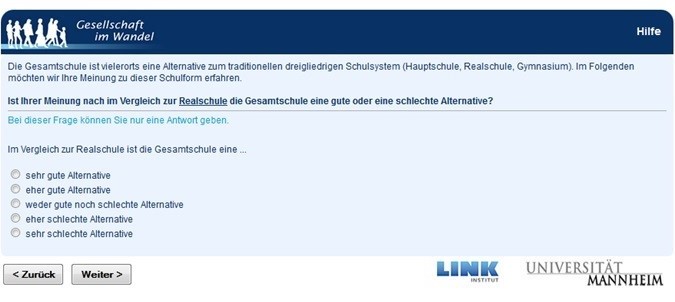 Gesellschaft
im Wandel
Hilfe
Die Gesamtschule ist vielerorts eine Alternative zum traditionellen dreigliedrigen Schulsystem (Hauptschule, Realschule, Gymnasium). Im Folgenden
möchten wir Ihre Meinung zu dieser Schulform erfahren.
Ist Ihrer Meinung nach im Vergleich zur Realschule die Gesamtschule eine gute oder eine schlechte Alternative?
Bei dieser Frage können Sie nur eine Antwort geben.
Im Vergleich zur Realschule ist die Gesamtschule eine ...
sehr gute Alternative
eher gute Alternative
weder gute noch schlechte Alternative
eher schlechte Alternative
sehr schlechte Alternative
< Zurück
Weiter >
LINK
INSTITUT
UNIVERSITÄT
MANNHEIM